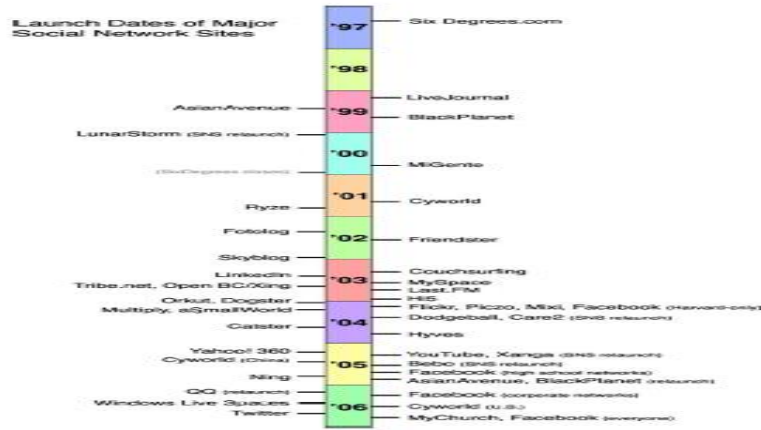 Launch Dates of Major
Social Network Sites
'97
Six Degrees.com
'98
LiveJournal
AsianAvenue
'99
BlackPlanet
LunarStorm (SNS relaunch)
'00
MiGente
(SixDegrees closes)
'01
Cyworld
Ryze
Fotolog
'02
Friendster
Skyblog
Couchsurfing
LinkedIn
MySpace
'03
Tribe.net, Open BC/Xing
Last.FM
Hi5
Orkut, Dogster
Flickr, Piczo, Mixi, Facebook (Harvard-only)
Multiply, aSmallWorld
Dodgeball, Care2 (SNS relaunch)
'04
Catster
Hyves
Yahoo! 360
YouTube, Xanga (SNS relaunch)
Cyworld (China)
Bebo (SNS relaunch)
'05
Facebook (high school networks)
Ning
AsianAvenue, BlackPlanet (relaunch)
QQ (relaunch)
Facebook (corporate networks)
Windows Live Spaces
'06
Cyworld (U.S.)
Twitter
MyChurch, Facebook (everyone)